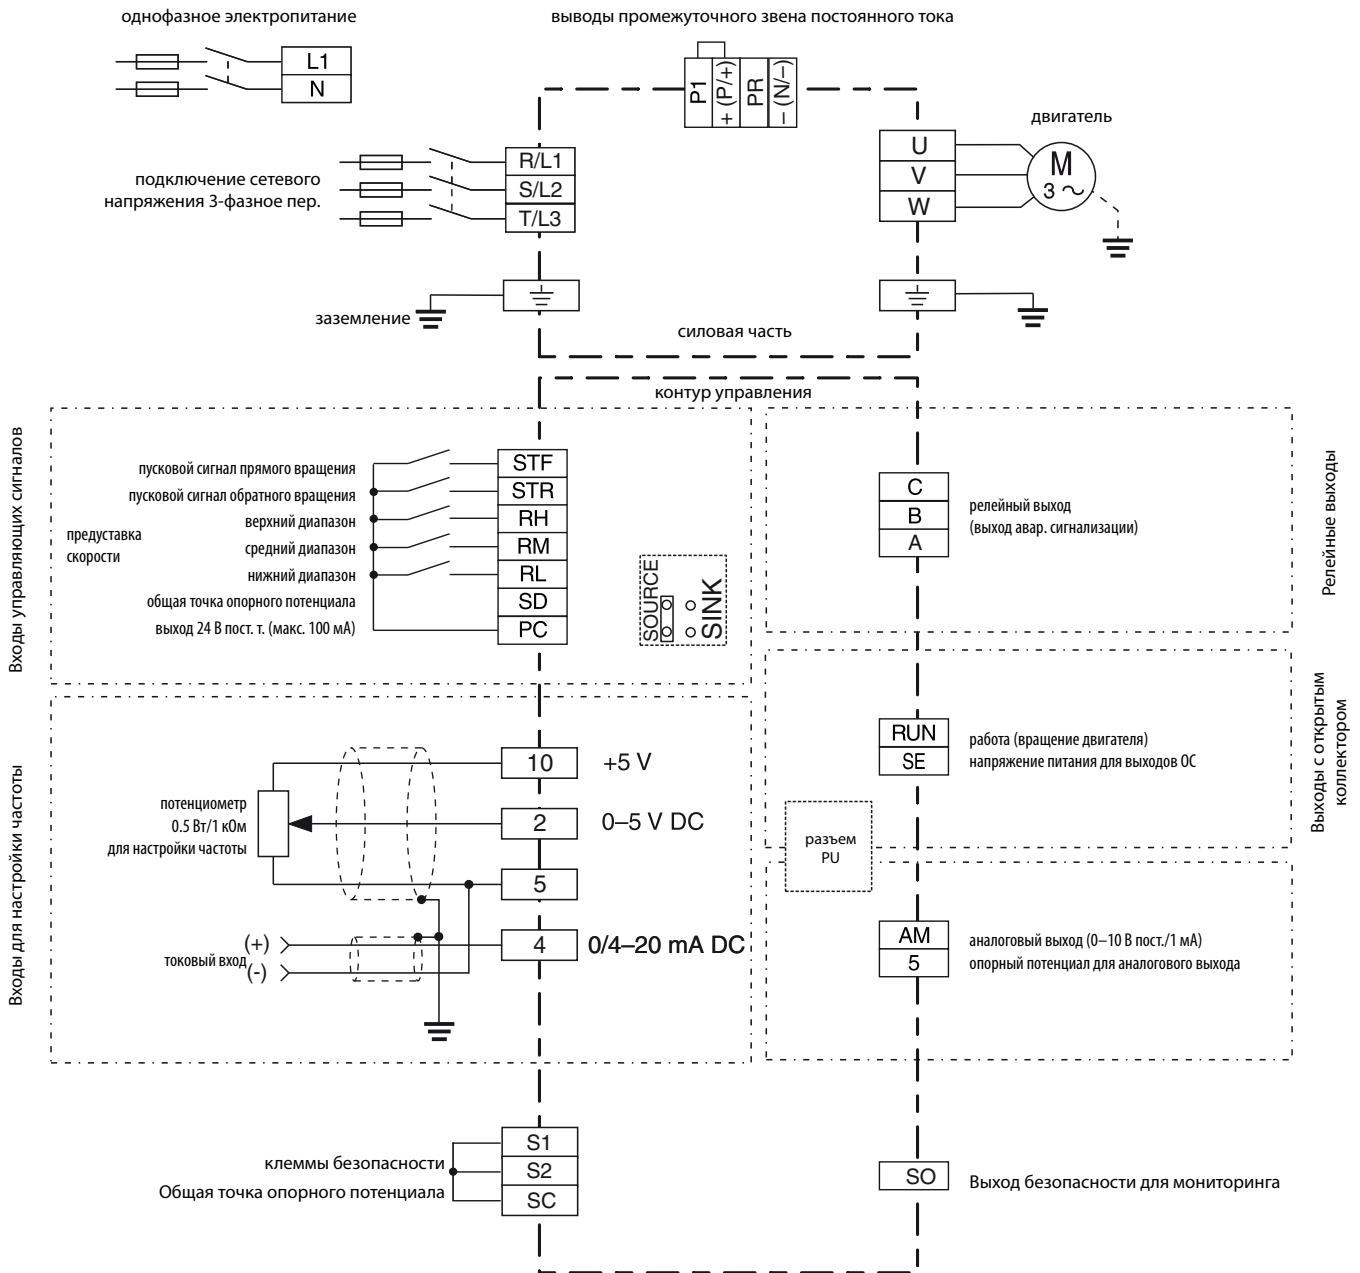 однофазное электропитание
L1
N
выводы промежуточного звена постоянного тока
P1
+ (P/+)
PR
– (N/–)
подключение сетевого
напряжения 3-фазное пер.
R/L1
S/L2
T/L3
U
V
W
двигатель
M
3 ~
заземление
силовая часть
контур управления
Входы управляющих сигналов
пусковой сигнал прямого вращения
STF
пусковой сигнал обратного вращения
STR
предуставка
скорости
верхний диапазон
RH
средний диапазон
RM
нижний диапазон
RL
общая точка опорного потенциала
SD
выход 24 В пост. т. (макс. 100 мА)
PC
SOURCE
SINK
C
B
A
релейный выход
(выход авар. сигнализации)
Релейные выходы
Входы для настройки частоты
потенциометр
0.5 Вт/1 кОм
для настройки частоты
10
+5 V
2
0–5 V DC
5
4
0/4–20 mA DC
токовый вход
(+)
(-)
RUN
SE
работа (вращение двигателя)
напряжение питания для выходов ОС
Выходы с открытым
коллектором
разъем
PU
AM
5
аналоговый выход (0–10 В пост./1 мА)
опорный потенциал для аналогового выхода
клеммы безопасности
Общая точка опорного потенциала
S1
S2
SC
SO
Выход безопасности для мониторинга